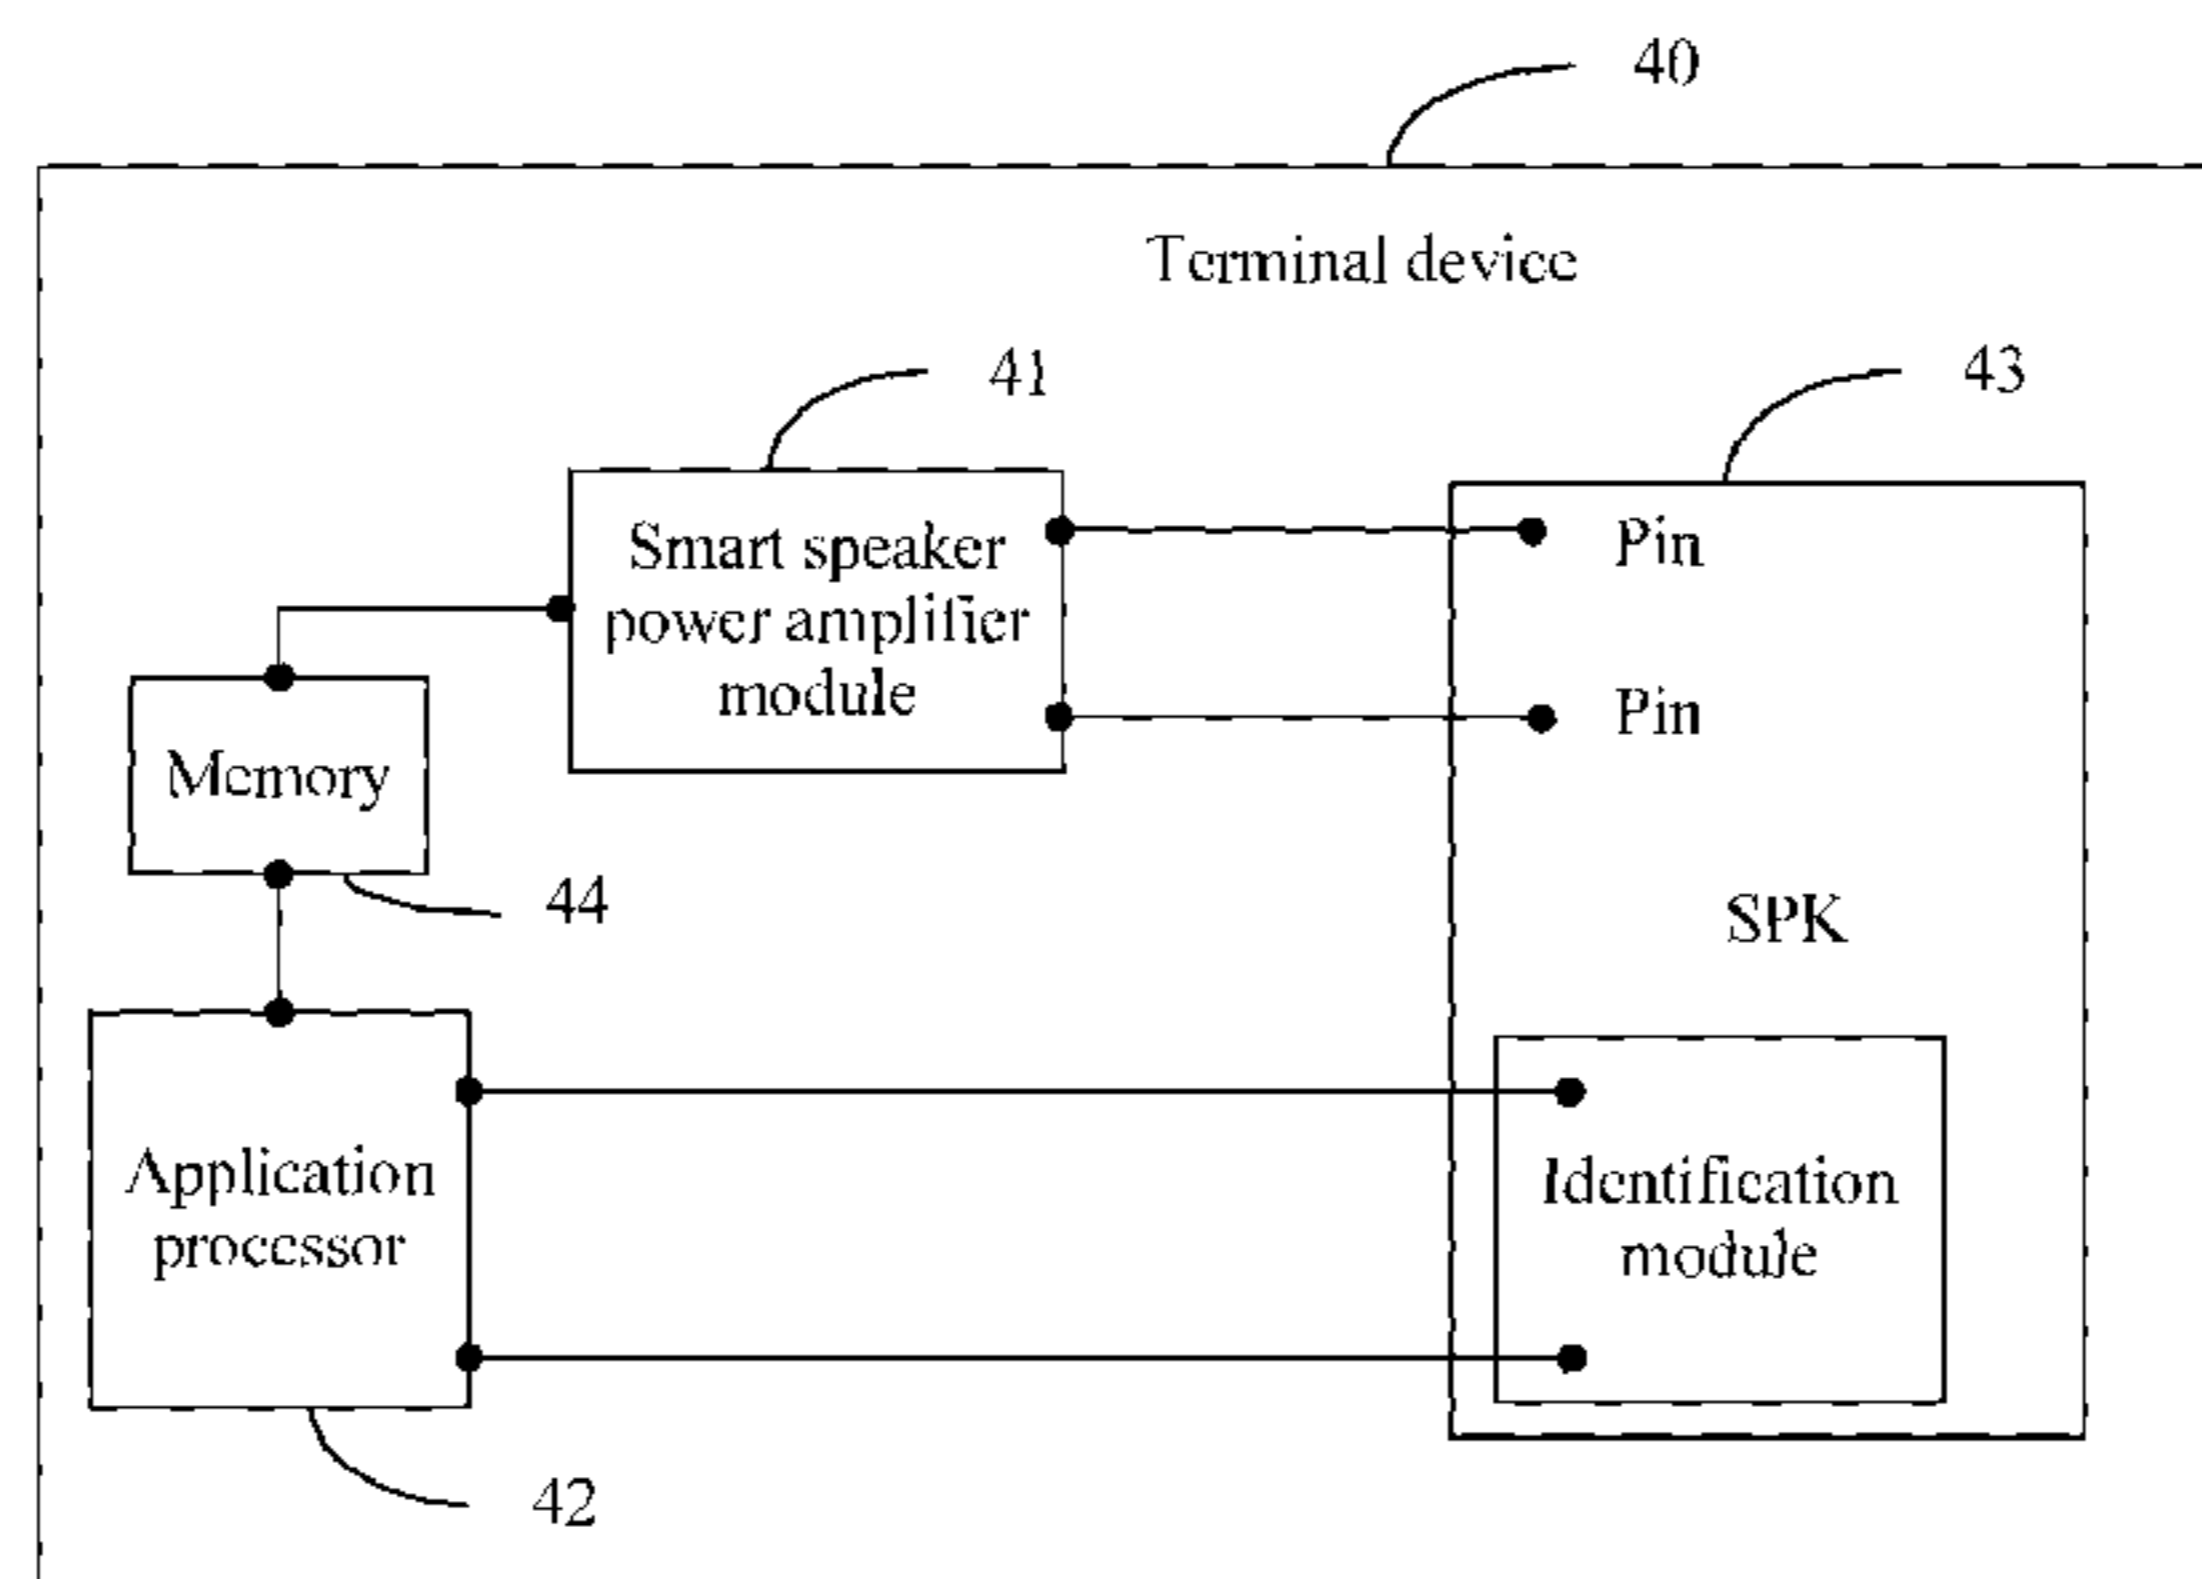 40
Terminal device
41
43
Smart speaker
power amplifier
module
Pin
Pin
Memory
44
SPK
Application
processor
Identification
module
42